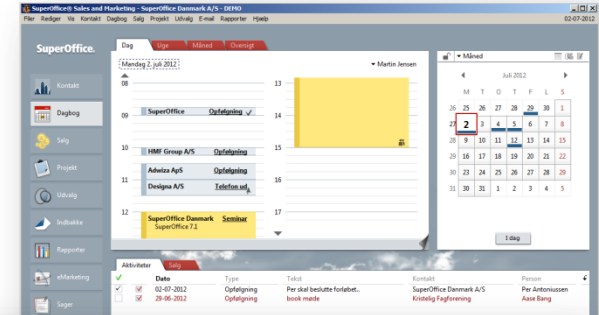 SuperOffice® Sales and Marketing - SuperOffice Danmark A/S - DEMO
Filer Rediger Vis Kontakt Dagbog Salg Projekt Udvalg E-mail Rapporter Hjælp 02-07-2012
SuperOffice.
Kontakt
Dagbog
Salg
Projekt
Udvalg
Indbakke
Rapporter
eMarketing
Sager
Dag Uge Måned Oversigt
Mandag 2. juli 2012 Martin Jensen
08 13
09 14
SuperOffice Opfølgning
10 15
HMF Group A/S Opfølgning
Adwiza ApS Opfølgning
11 16
Designa A/S Telefon ud
12 17
SuperOffice Danmark Seminar
SuperOffice 7.1
Måned
Juli 2012
M T O T F L S
26 25 26 27 28 29 30 1
27 2 3 4 5 6 7 8
28 9 10 11 12 13 14 15
29 16 17 18 19 20 21 22
30 23 24 25 26 27 28 29
31 30 31 1 2 3 4 5
I dag
Aktiviteter Salg
Dato Type Tekst Kontakt Person
02-07-2012 Opfølgning Per skal beslutte forløbet.. SuperOffice Danmark A/S Per Antoniussen
29-06-2012 Opfølgning book møde Kristelig Fagforening Aase Bang